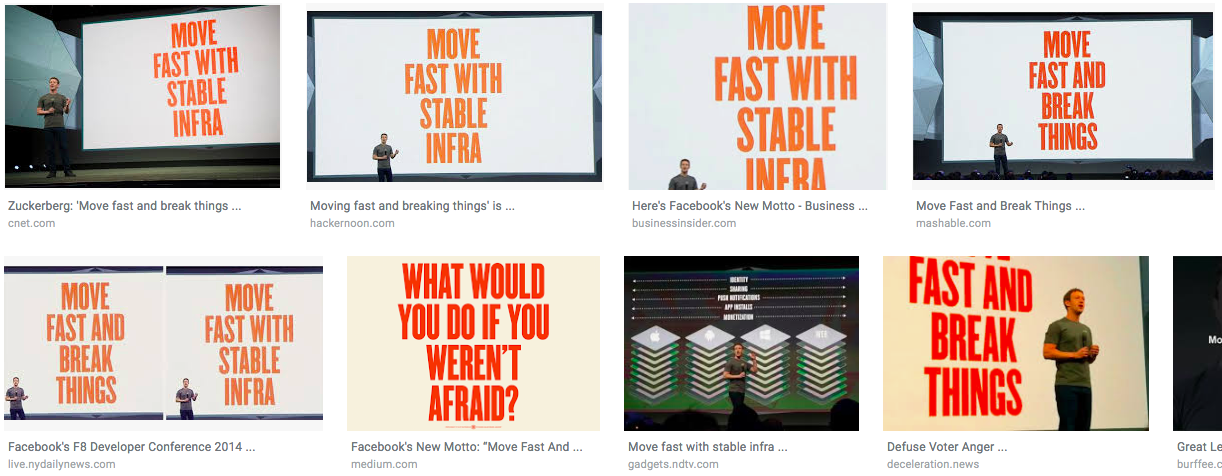 MOVE
FAST WITH
STABLE
INFRA
MOVE
FAST WITH
STABLE
INFRA
MOVE
FAST WITH
STABLE
INFRA
MOVE
FAST AND
BREAK
THINGS
Zuckerberg: 'Move fast and break things ...
cnet.com
Moving fast and breaking things' is ...
hackernoon.com
Here's Facebook's New Motto - Business ...
businessinsider.com
Move Fast and Break Things ...
mashable.com
MOVE
FAST AND
BREAK
THINGS
MOVE
FAST WITH
STABLE
INFRA
WHAT WOULD
YOU DO IF YOU
WEREN'T
AFRAID?
IDENTITY
SHARING
PUSH NOTIFICATIONS
APP INSTALLS
MONETIZATION
MOVE
FAST AND
BREAK
THINGS
Mo
Facebook's F8 Developer Conference 2014 ...
live.nydailynews.com
Facebook's New Motto: “Move Fast And ...
medium.com
Move fast with stable infra ...
gadgets.ndtv.com
Defuse Voter Anger ...
deceleration.news
Great Le
burffee.c